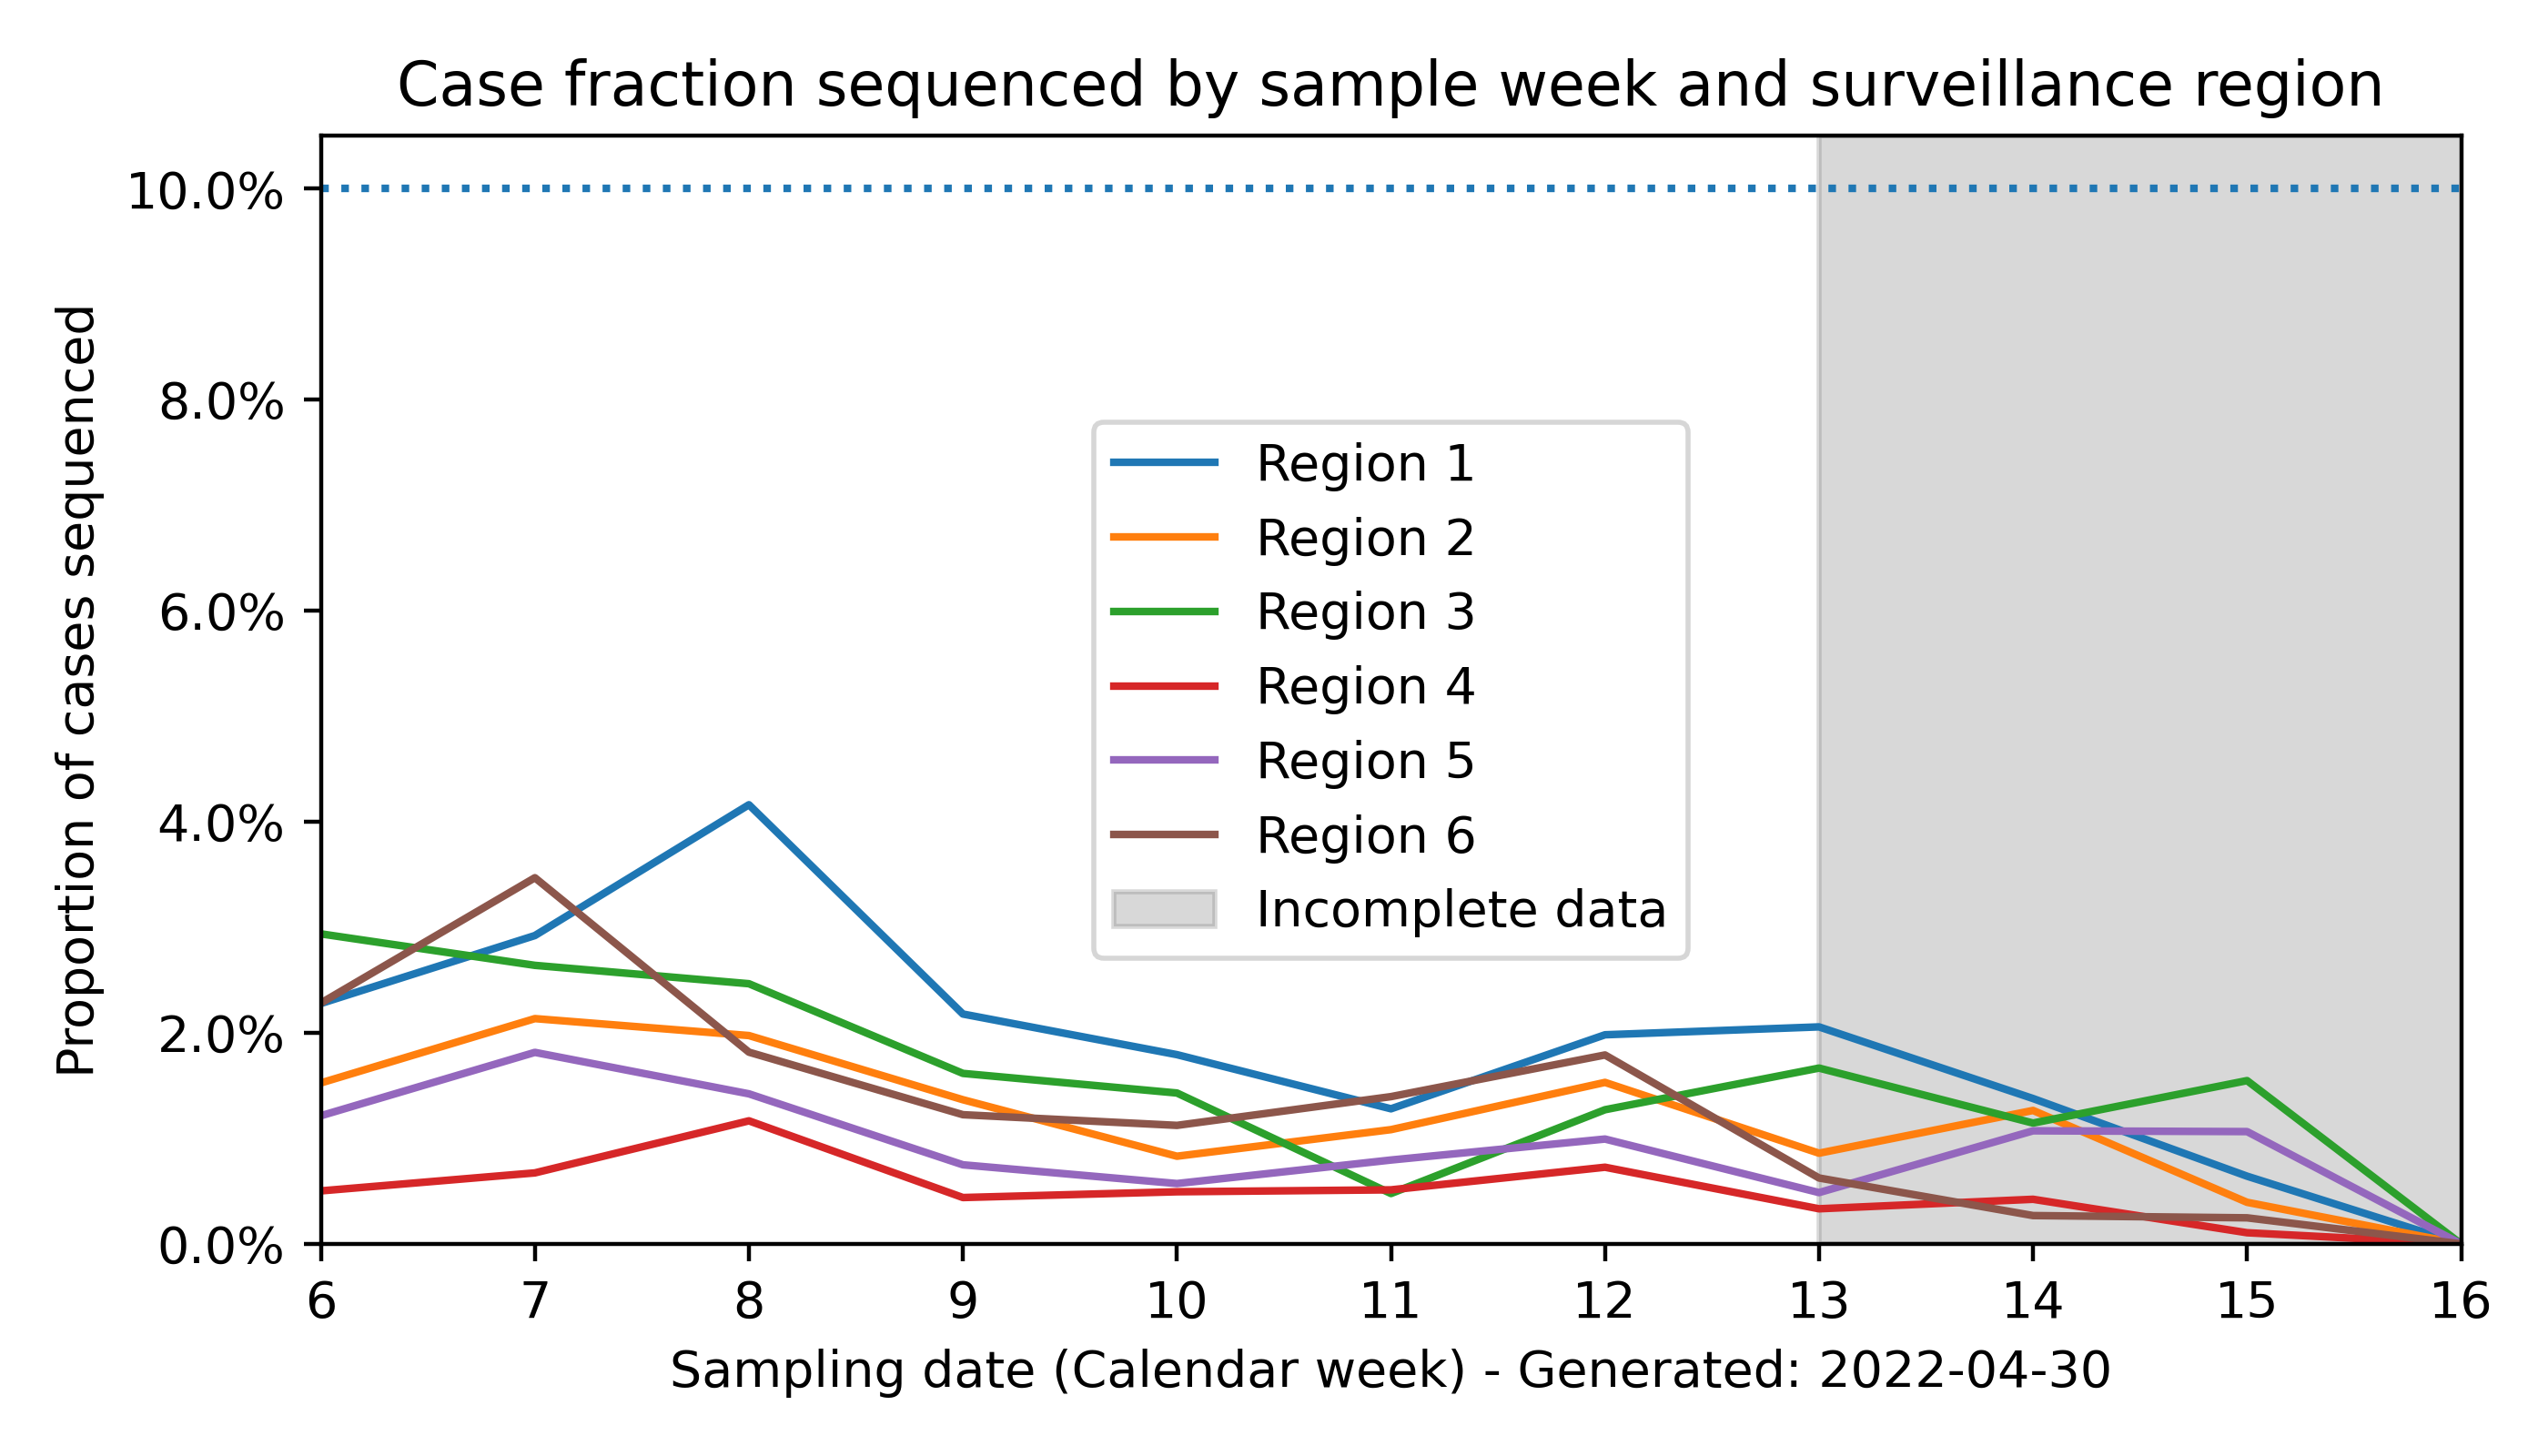 Case fraction sequenced by sample week and surveillance region
Proportion of cases sequenced
10.0%
8.0%
6.0%
4.0%
2.0%
0.0%
Region 1
Region 2
Region 3
Region 4
Region 5
Region 6
Incomplete data
6 7 8 9 10 11 12 13 14 15 16
Sampling date (Calendar week) - Generated: 2022-04-30